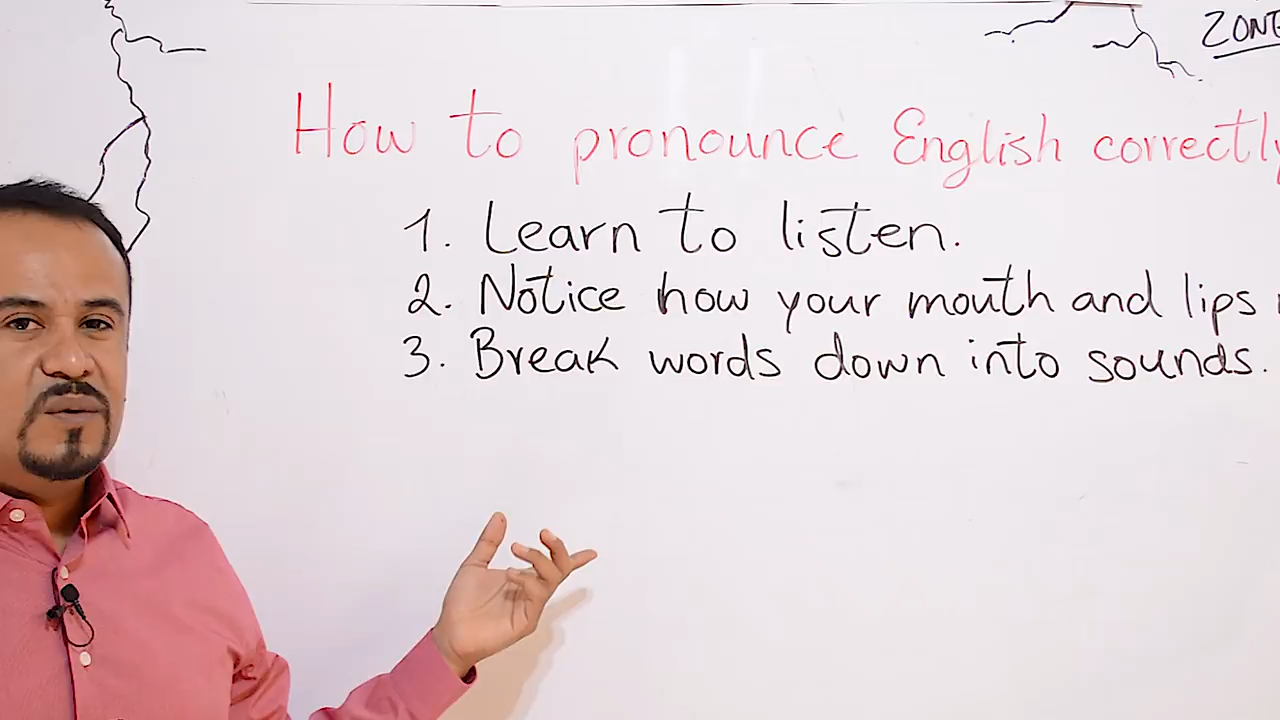 ZONE
How to pronounce English correctly
1. Learn to listen.
2. Notice how your mouth and lips
3. Break words down into sounds.